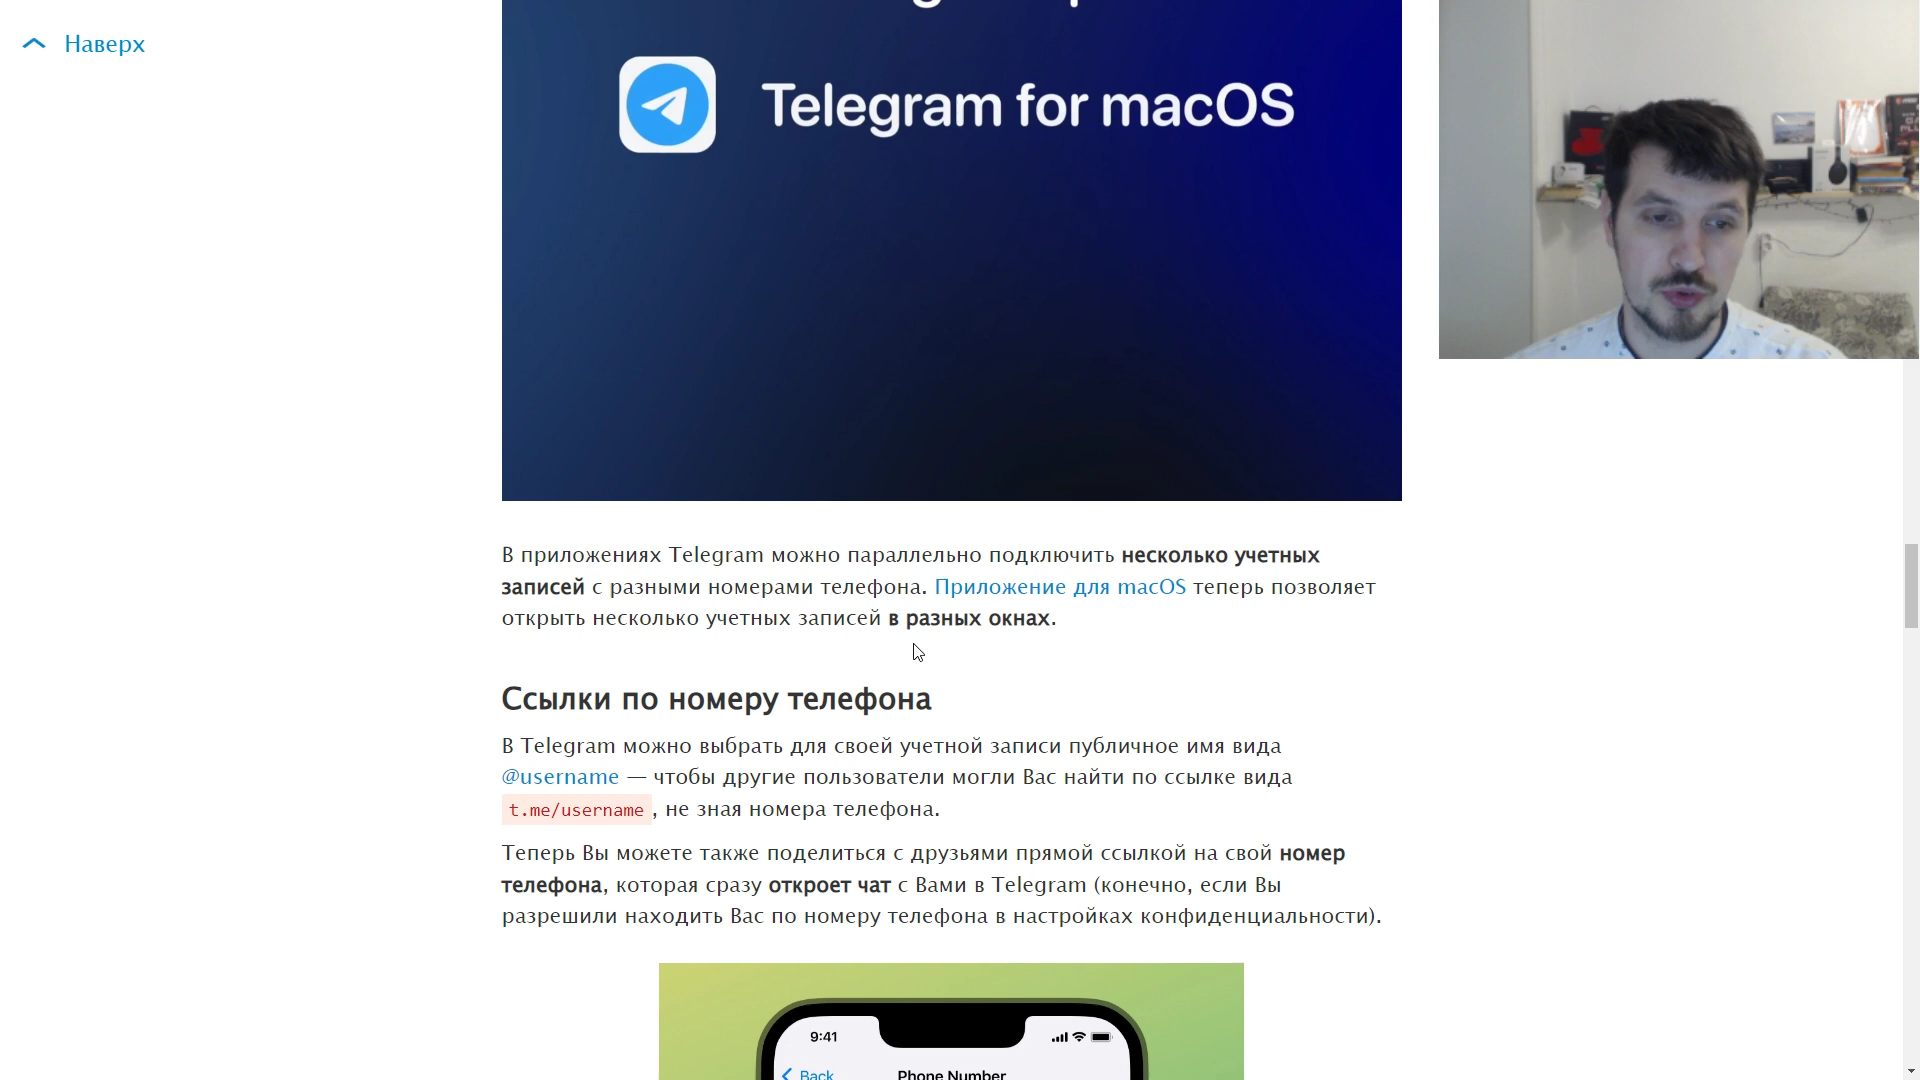 Наверх
Telegram for macOS
В приложениях Telegram можно параллельно подключить несколько учетных
записей с разными номерами телефона. Приложение для macOS теперь позволяет
открыть несколько учетных записей в разных окнах.
Ссылки по номеру телефона
В Telegram можно выбрать для своей учетной записи публичное имя вида
@username — чтобы другие пользователи могли Вас найти по ссылке вида
t.me/username, не зная номера телефона.
Теперь Вы можете также поделиться с друзьями прямой ссылкой на свой номер
телефона, которая сразу откроет чат с Вами в Telegram (конечно, если Вы
разрешили находить Вас по номеру телефона в настройках конфиденциальности).
9:41
Back
Phone Number